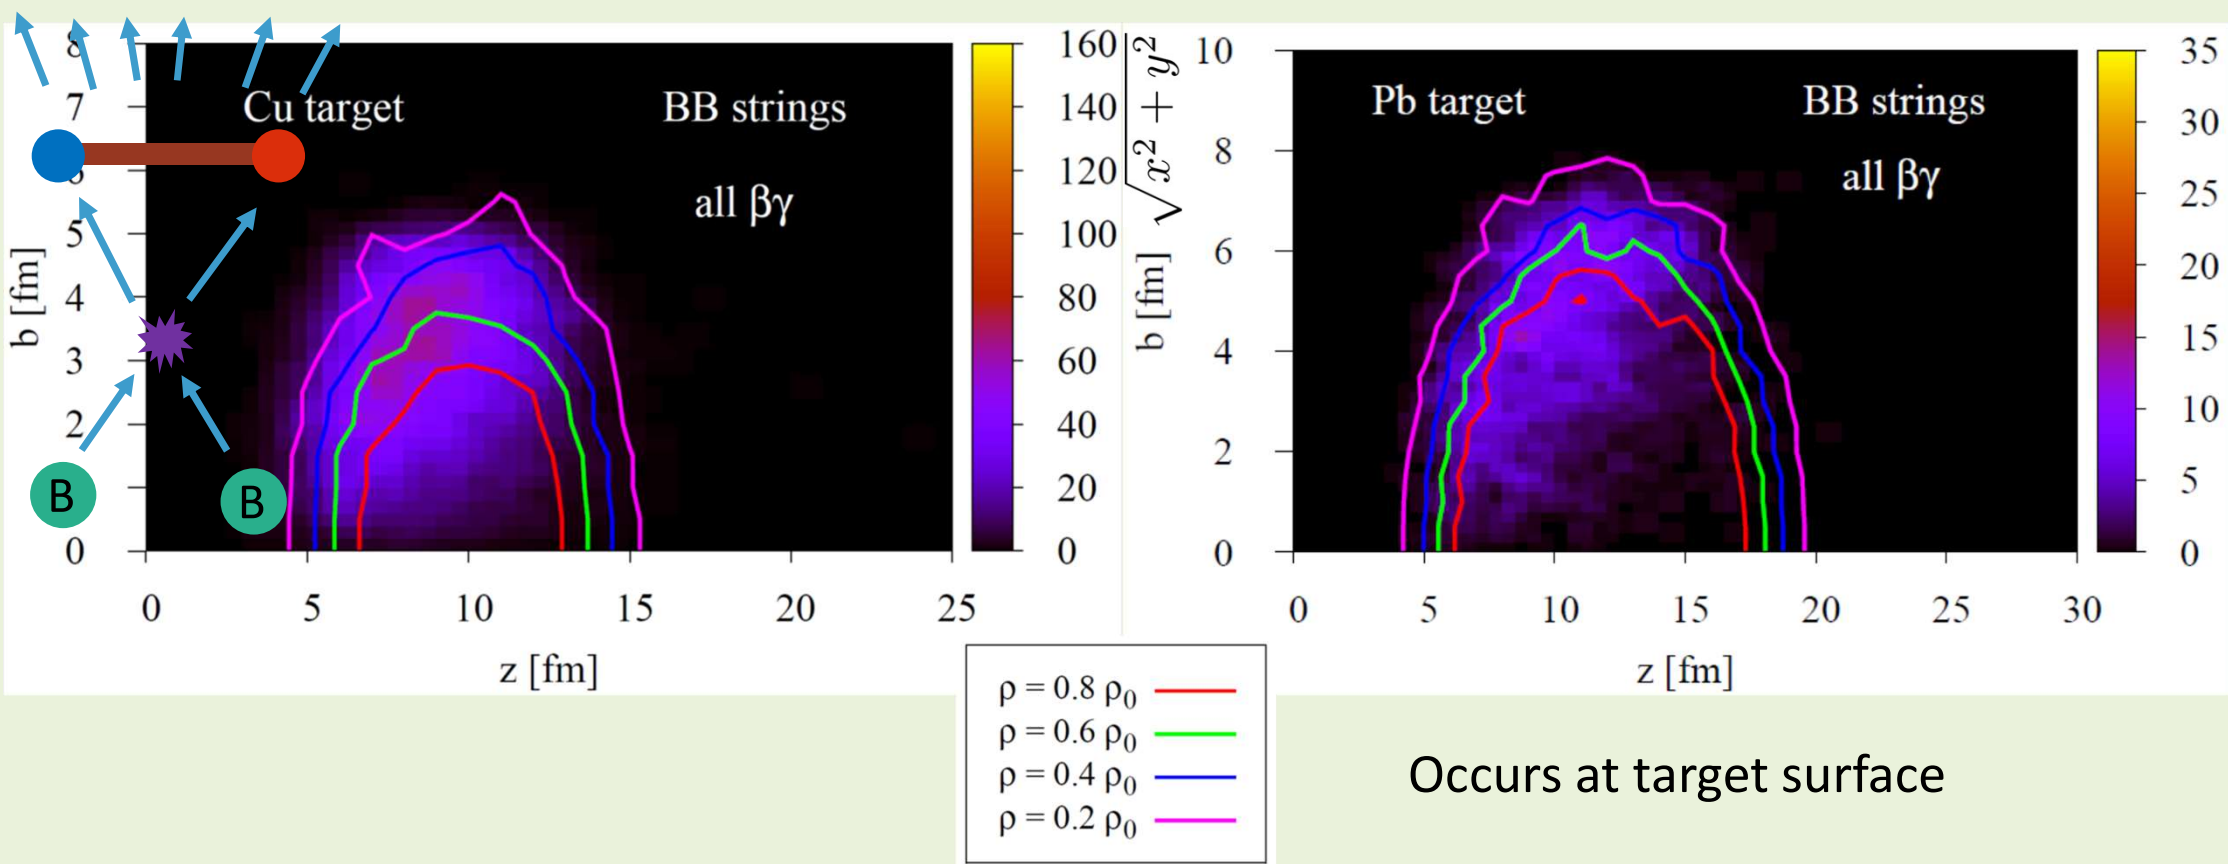 Cu target
BB strings
all βγ
b [fm]
8
7
6
5
4
3
2
0
0 5 10 15 20 25
z [fm]
160
140
120
100
80
60
40
20
0
B
B
b [fm] √x² + y²
Pb target
BB strings
all βγ
10
8
6
4
2
0
0 5 10 15 20 25 30
z [fm]
35
30
25
20
15
10
5
0
ρ = 0.8 ρ₀
ρ = 0.6 ρ₀
ρ = 0.4 ρ₀
ρ = 0.2 ρ₀
Occurs at target surface